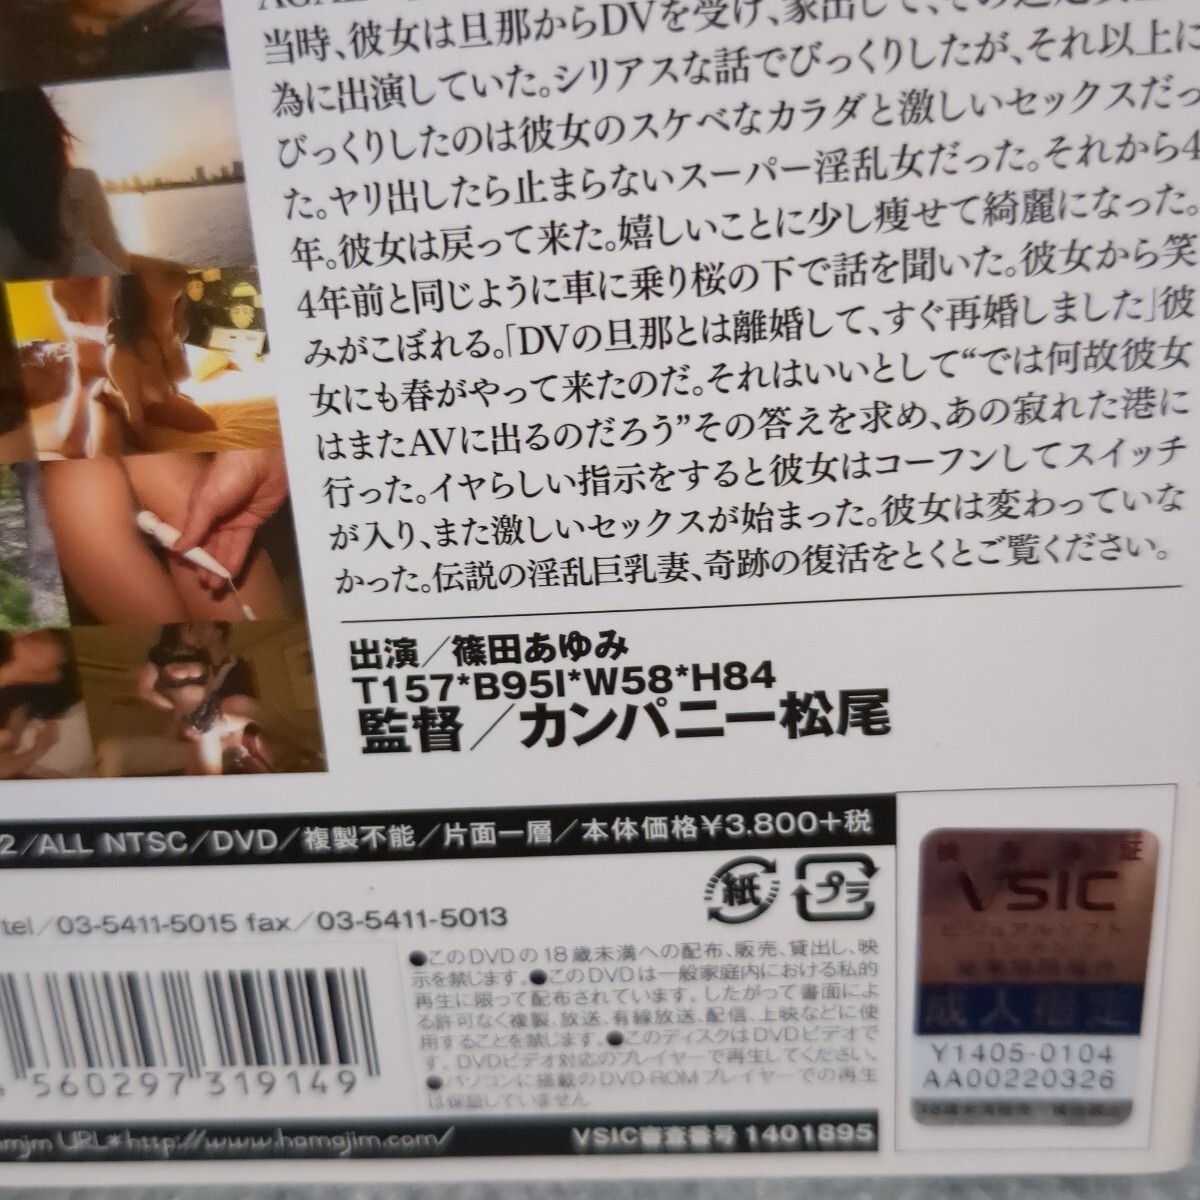 当時、彼女は旦那からDVを受け、家出して、その
為に出演していた。シリアスな話でびっくりしたが、それ以上に
びっくりしたのは彼女のスケベなカラダと激しいセックスだっ
た。ヤリ出したら止まらないスーパー淫乱女だった。それから4
年。彼女は戻って来た。嬉しいことに少し痩せて綺麗になった。
4年前と同じように車に乗り桜の下で話を聞いた。彼女から笑
みがこぼれる。「DVの旦那とは離婚して、すぐ再婚しました」彼
女にも春がやって来たのだ。それはいいとして“では何故彼女
はまたAVに出るのだろう”その答えを求め、あの寂れた港に
行った。イヤらしい指示をすると彼女はコーフンしてスイッチ
が入り、また激しいセックスが始まった。彼女は変わっていな
かった。伝説の淫乱巨乳妻、奇跡の復活をとくとご覧ください。
出演／篠田あゆみ
T157*B95I*W58*H84
監督／カンパニー松尾
2/ALL NTSC/DVD/複製不能/片面一層/本体価格¥3.800+税
紙 プラ
tel/03-5411-5015 fax/03-5411-5013
●このDVDの18歳未満への配布、販売、貸出し、映
示を禁じます。●このDVDは一般家庭内における私的
再生に限って配布されています。したがって書面によ
る許可なく複製、放送、有線放送、配信、上映などに使
用することを禁じます。●このディスクはDVDビデオで
す。DVDビデオ対応のプレイヤーで再生してください。
●パソコンに搭載のDVD-ROMプレイヤーでの再生
は保証していません。
560297 319149
URL*http://www.hamajim.com/
VSIC審査番号 1401895
VSIC
ビジュアルソフト
コンテンツ
成人指定
Y1405-0104
AA00220326